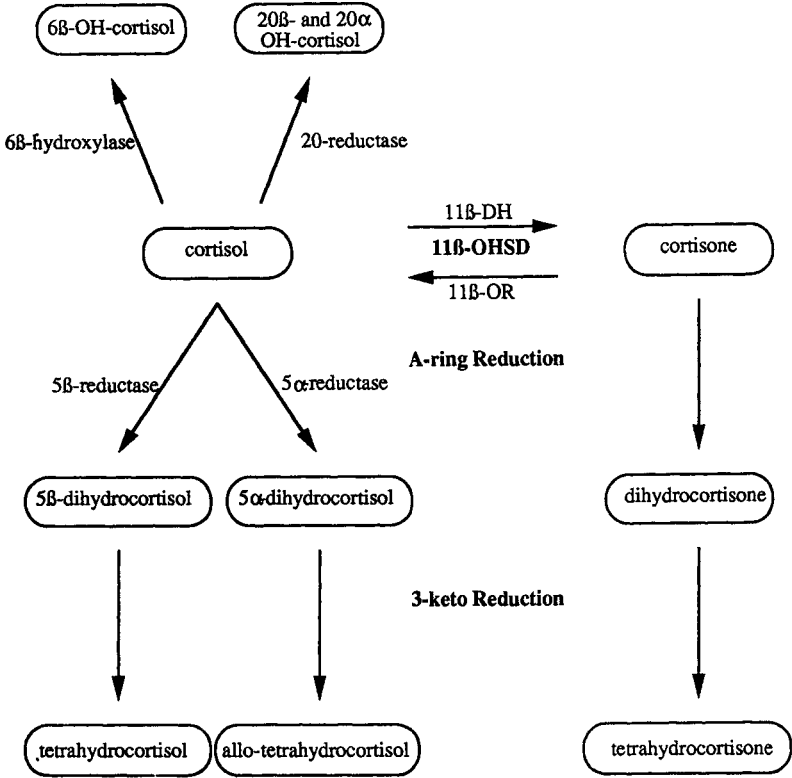 6ß-OH-cortisol
20ß- and 20α
OH-cortisol
6ß-hydroxylase
20-reductase
11ß-DH
cortisol
11ß-OHSD
cortisone
11ß-OR
A-ring Reduction
5ß-reductase
5α-reductase
5ß-dihydrocortisol
5α-dihydrocortisol
dihydrocortisone
3-keto Reduction
tetrahydrocortisol
allo-tetrahydrocortisol
tetrahydrocortisone